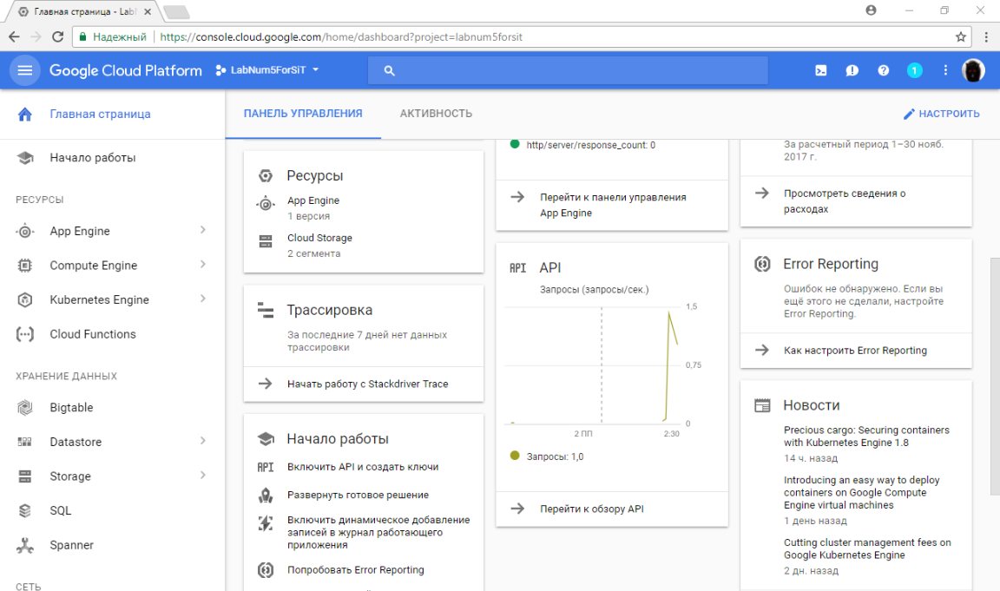 Главная страница - Labl
Надежный
https://console.cloud.google.com/home/dashboard?project=labnum5forsit
Google Cloud Platform
LabNum5ForSiT
1
Главная страница
ПАНЕЛЬ УПРАВЛЕНИЯ
АКТИВНОСТЬ
НАСТРОИТЬ
Начало работы
РЕСУРСЫ
App Engine
Compute Engine
Kubernetes Engine
Cloud Functions
ХРАНЕНИЕ ДАННЫХ
Bigtable
Datastore
Storage
SQL
Spanner
СЕТЬ
Ресурсы
App Engine
1 версия
Cloud Storage
2 сегмента
Трассировка
За последние 7 дней нет данных
трассировки
Начать работу с Stackdriver Trace
Начало работы
API
Включить API и создать ключи
Развернуть готовое решение
Включить динамическое добавление
записей в журнал работающего
приложения
Попробовать Error Reporting
http/server/response_count: 0
Перейти к панели управления
App Engine
API
API
Запросы (запросы/сек.)
1,5
0,75
0
2 ПП
2:30
Запросы: 1,0
Перейти к обзору API
За расчетный период 1–30 нояб.
2017 г.
Просмотреть сведения о
расходах
Error Reporting
Ошибок не обнаружено. Если вы
ещё этого не сделали, настройте
Error Reporting.
Как настроить Error Reporting
Новости
Precious cargo: Securing containers
with Kubernetes Engine 1.8
14 ч. назад
Introducing an easy way to deploy
containers on Google Compute
Engine virtual machines
1 день назад
Cutting cluster management fees on
Google Kubernetes Engine
2 дн. назад